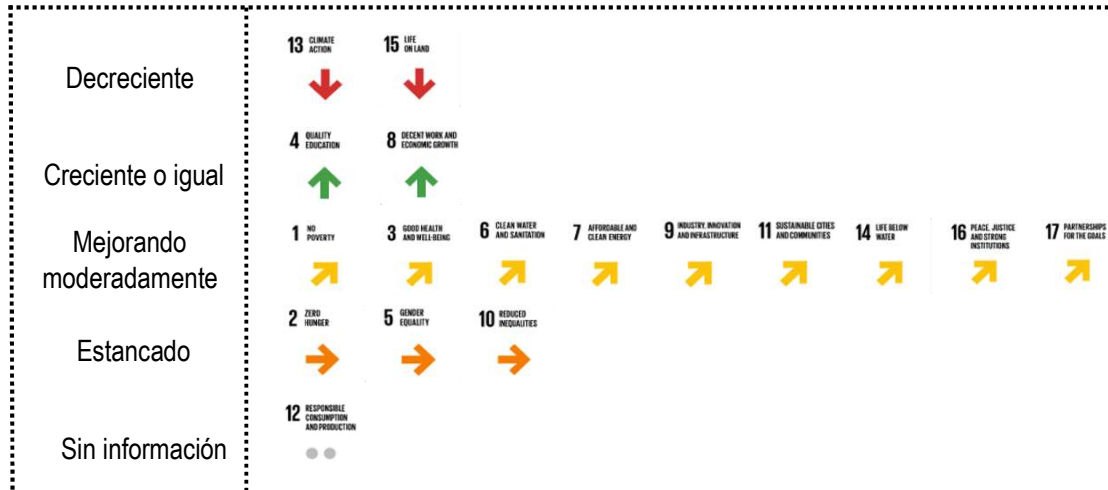 Decreciente
13 CLIMATE
ACTION
15 LIFE
ON LAND
Creciente o igual
4 QUALITY
EDUCATION
8 DECENT WORK AND
ECONOMIC GROWTH
Mejorando
moderadamente
1 NO
POVERTY
3 GOOD HEALTH
AND WELL-BEING
6 CLEAN WATER
AND SANITATION
7 AFFORDABLE AND
CLEAN ENERGY
9 INDUSTRY, INNOVATION
AND INFRASTRUCTURE
11 SUSTAINABLE CITIES
AND COMMUNITIES
14 LIFE BELOW
WATER
16 PEACE, JUSTICE
AND STRONG
INSTITUTIONS
17 PARTNERSHIPS
FOR THE GOALS
Estancado
2 ZERO
HUNGER
5 GENDER
EQUALITY
10 REDUCED
INEQUALITIES
Sin información
12 RESPONSIBLE
CONSUMPTION
AND PRODUCTION